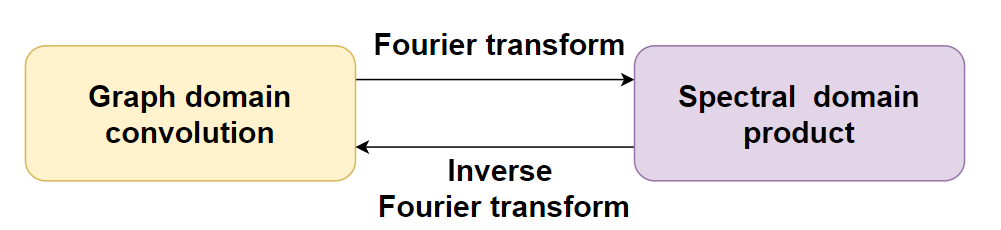 Fourier transform
Graph domain
convolution
Spectral domain
product
Inverse
Fourier transform